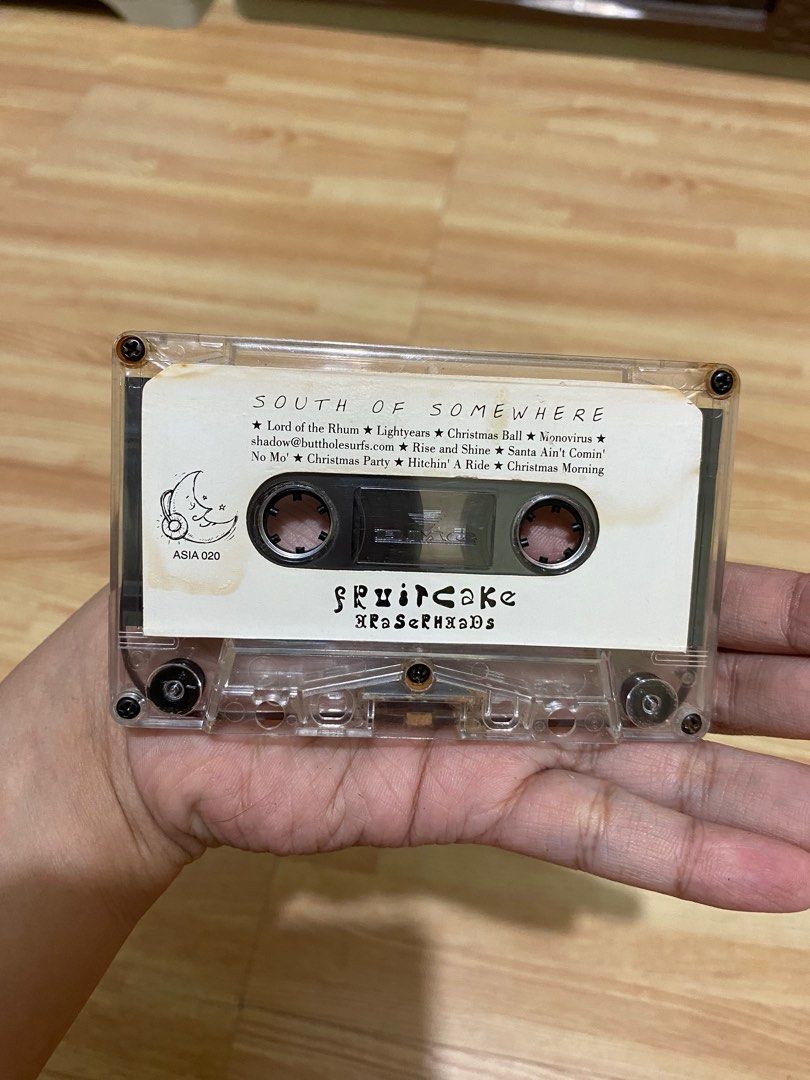 SOUTH OF SOMEWHERE
★ Lord of the Rhum ★ Lightyears ★ Christmas Ball ★ Monovirus ★
shadow@buttholesurfs.com ★ Rise and Shine ★ Santa Ain't Comin'
No Mo' ★ Christmas Party ★ Hitchin' A Ride ★ Christmas Morning
ASIA 020
fRuitcaKe
ERaSeRHEaDs